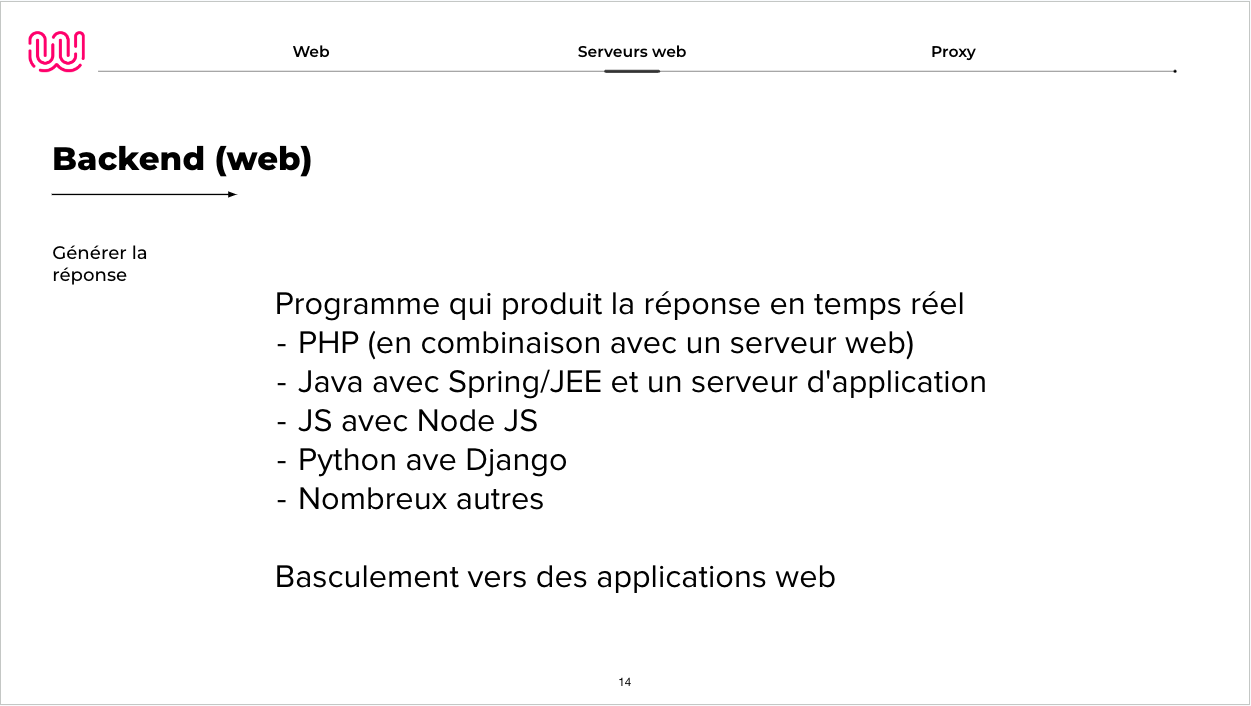 Web
Serveurs web
Proxy
Backend (web)
Générer la
réponse
Programme qui produit la réponse en temps réel
- PHP (en combinaison avec un serveur web)
- Java avec Spring/JEE et un serveur d'application
- JS avec Node JS
- Python ave Django
- Nombreux autres
Basculement vers des applications web
14